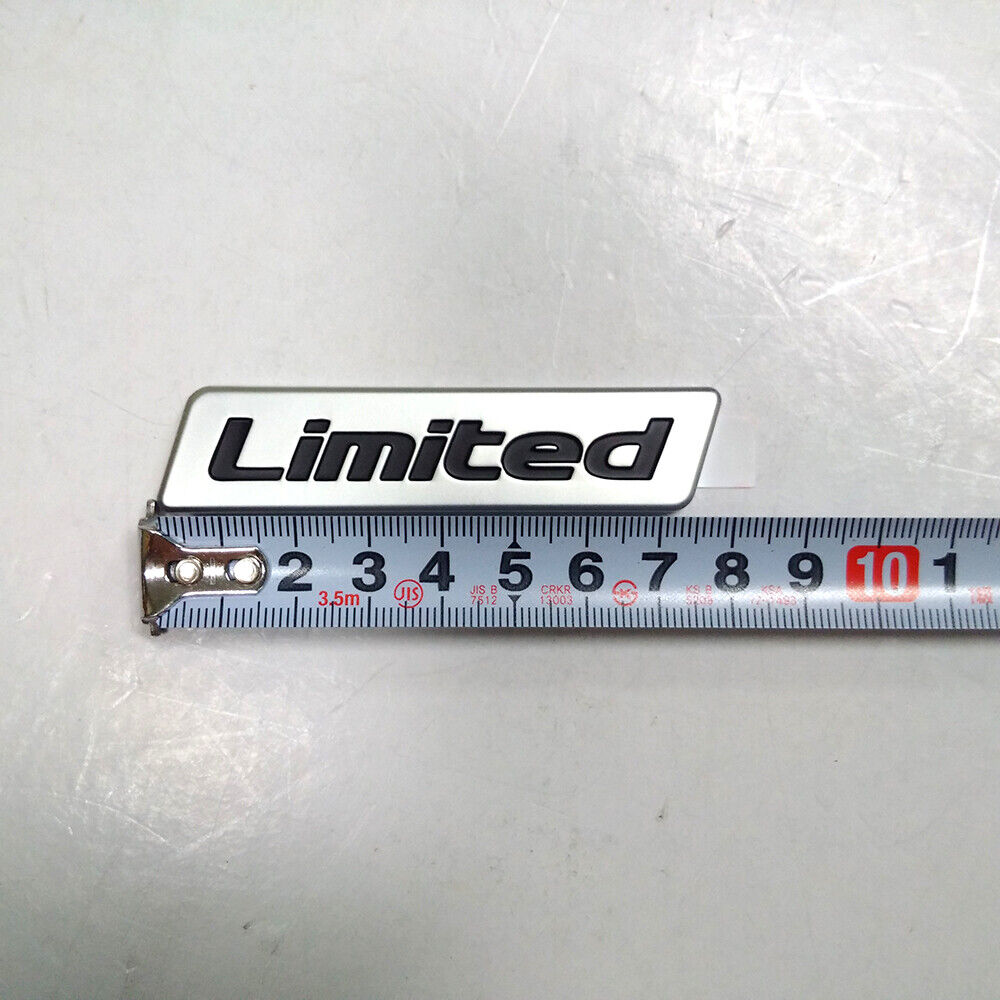 Limited
2 3 4 5 6 7 8 9 10 1
3.5m JIS JIS B CRKR KS B KSA
7512 13003